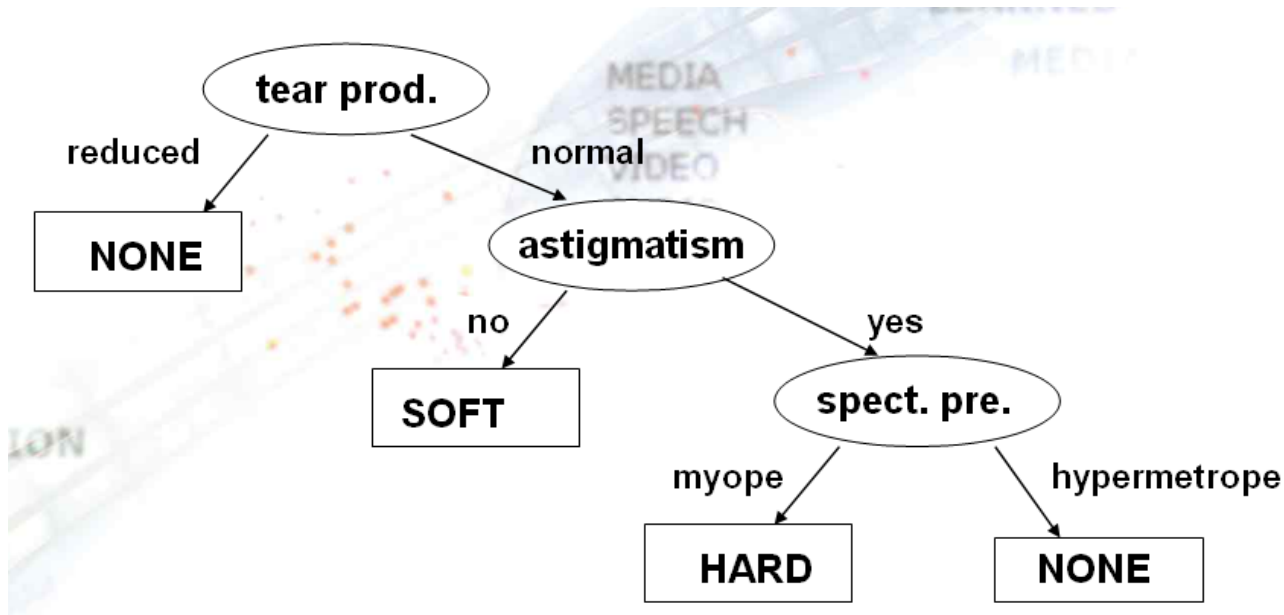 MEDIA
SPEECH
VIDEO
tear prod.
reduced
normal
NONE
astigmatism
no
yes
SOFT
spect. pre.
myope
hypermetrope
HARD
NONE